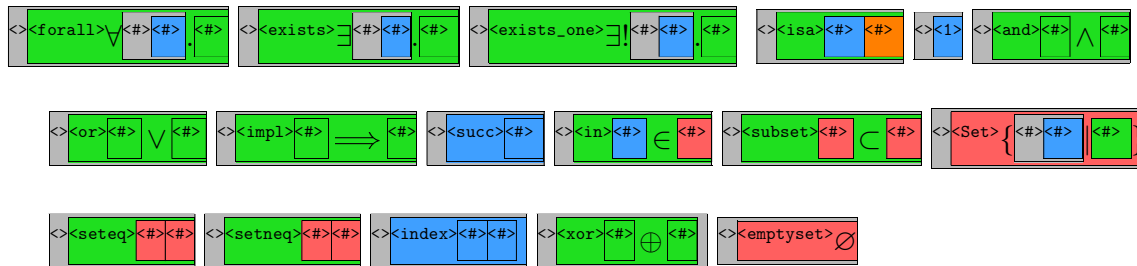 <><forall>∀<#><#>.<#> <><exists>∃<#><#>.<#> <><exists_one>∃!<#><#>.<#> <><isa><#><#> <><1> <><and><#>∧<#>
<><or><#>∨<#> <><impl><#>⟹<#> <><succ><#> <><in><#>∈<#> <><subset><#>⊂<#> <><Set>{<#><#>|<#>}
<><seteq><#><#> <><setneq><#><#> <><index><#><#> <><xor><#>⊕<#> <><emptyset>∅